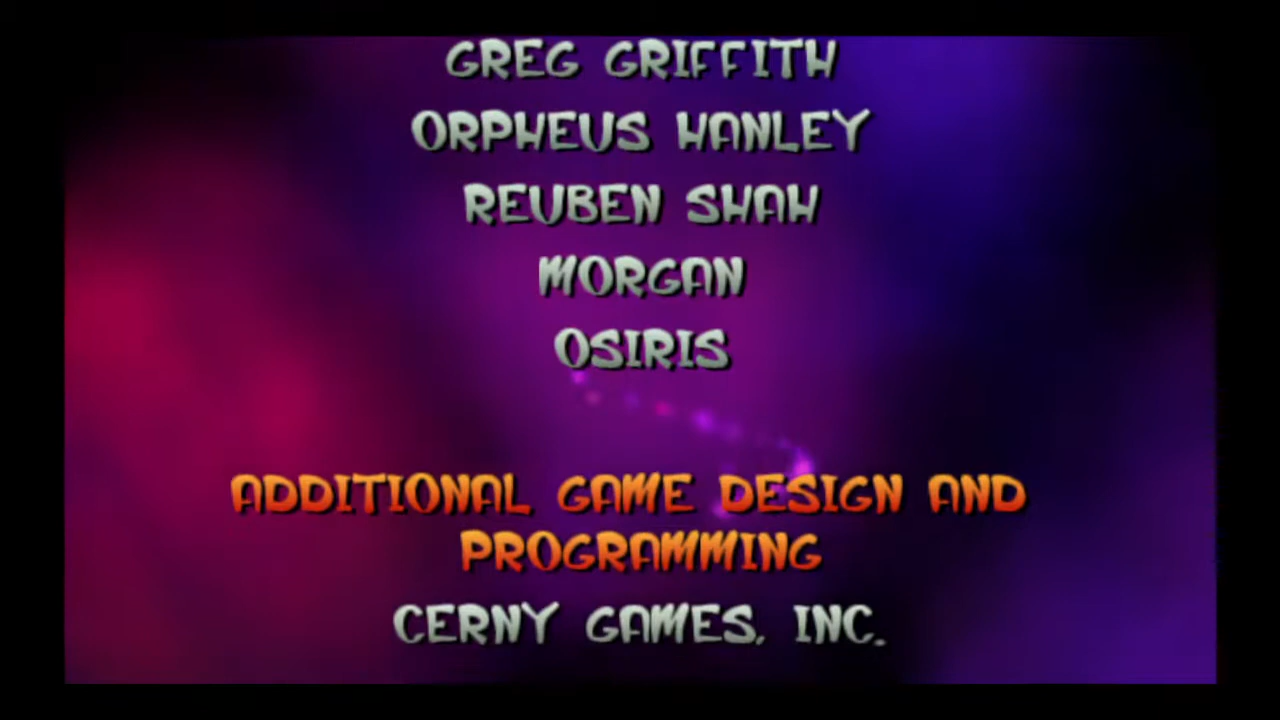 GREG GRIFFITH
ORPHEUS HANLEY
REUBEN SHAH
MORGAN
OSIRIS
ADDITIONAL GAME DESIGN AND
PROGRAMMING
CERNY GAMES, INC.